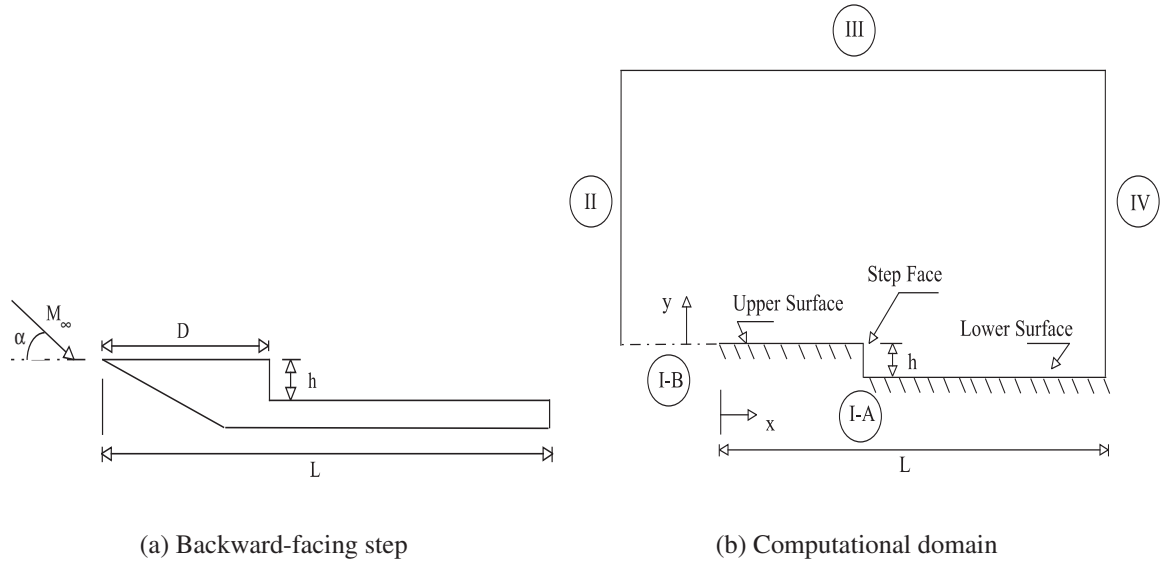 M∞
α
D
h
L
(a) Backward-facing step
III
II
IV
Step Face
y
Upper Surface
Lower Surface
h
I-B
I-A
x
L
(b) Computational domain